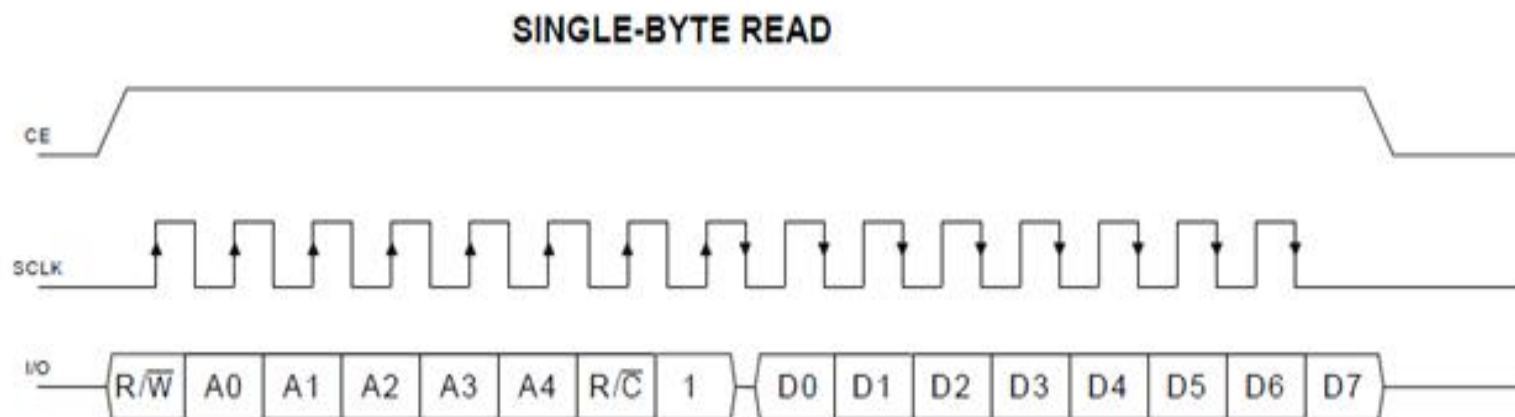 SINGLE-BYTE READ
CE
SCLK
I/O R/W̅ A0 A1 A2 A3 A4 R/C̅ 1 D0 D1 D2 D3 D4 D5 D6 D7